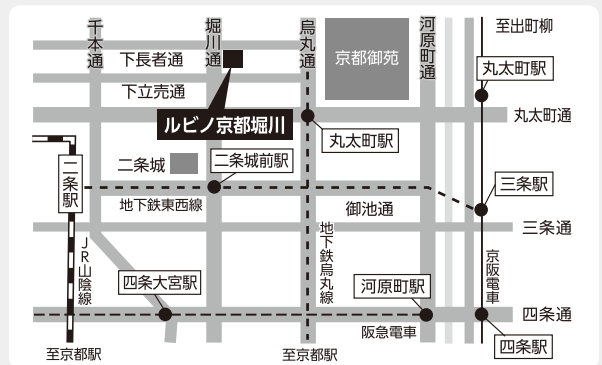 千本通
堀川通
烏丸通
河原町通
至出町柳
下長者通
京都御苑
丸太町駅
下立売通
丸太町通
ルビノ京都堀川
丸太町駅
二条城
二条城前駅
二条駅
三条駅
地下鉄東西線
御池通
三条通
地下鉄烏丸線
JR山陰線
京阪電車
四条大宮駅
河原町駅
四条通
阪急電車
四条駅
至京都駅
至京都駅